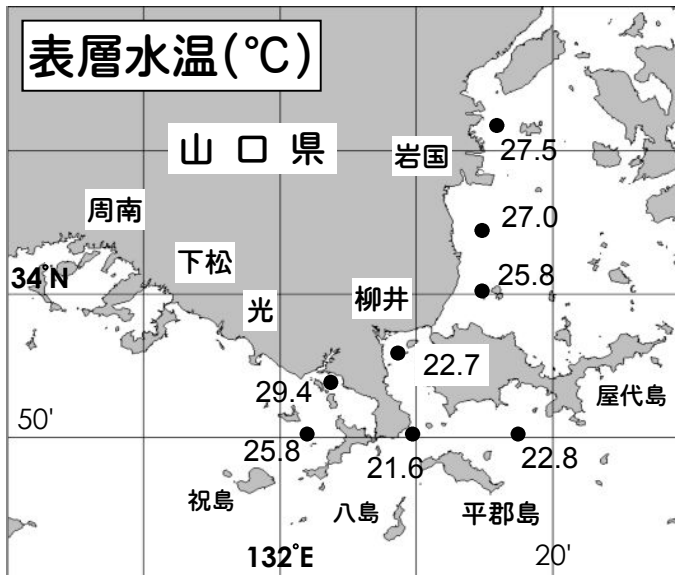 表層水温(℃)
山口県
岩国
27.5
周南
27.0
下松
34°N
25.8
光
柳井
22.7
29.4
屋代島
50'
25.8
21.6
22.8
祝島
八島
平郡島
132°E
20'